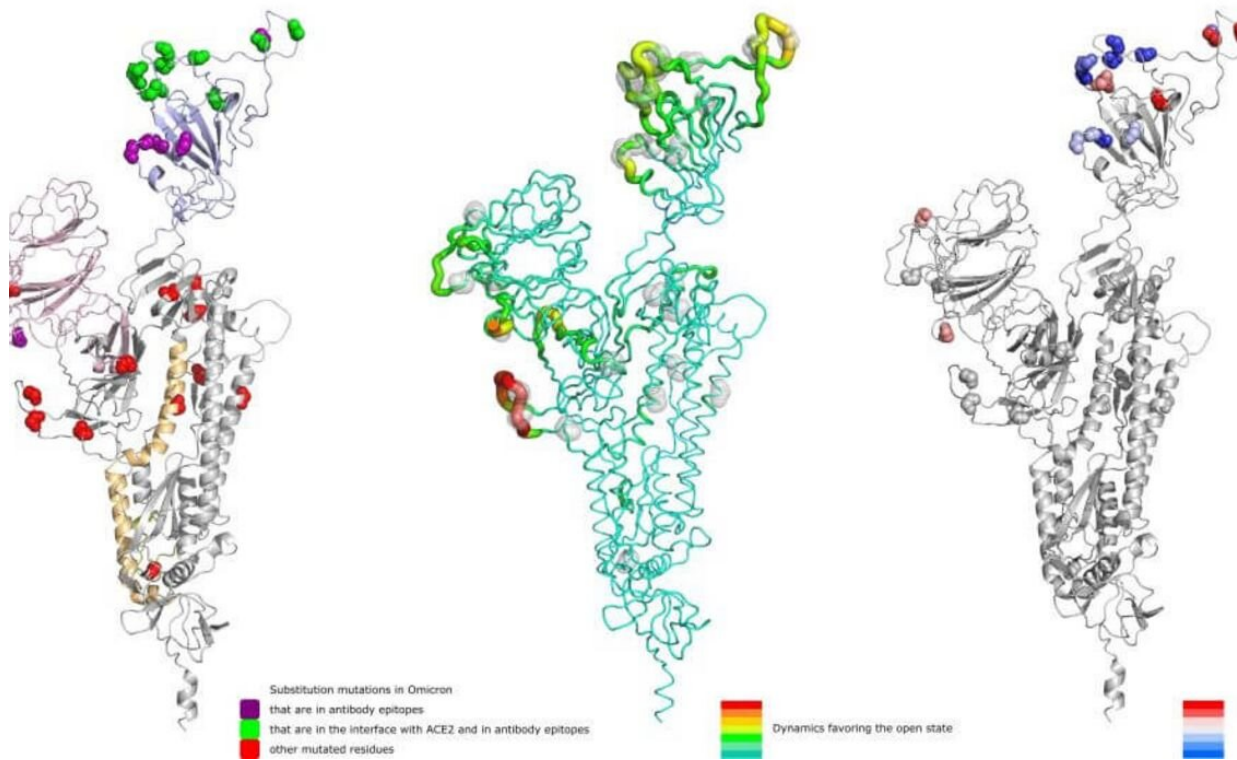 Substitution mutations in Omicron
that are in antibody epitopes
that are in the interface with ACE2 and in antibody epitopes
other mutated residues
Dynamics favoring the open state